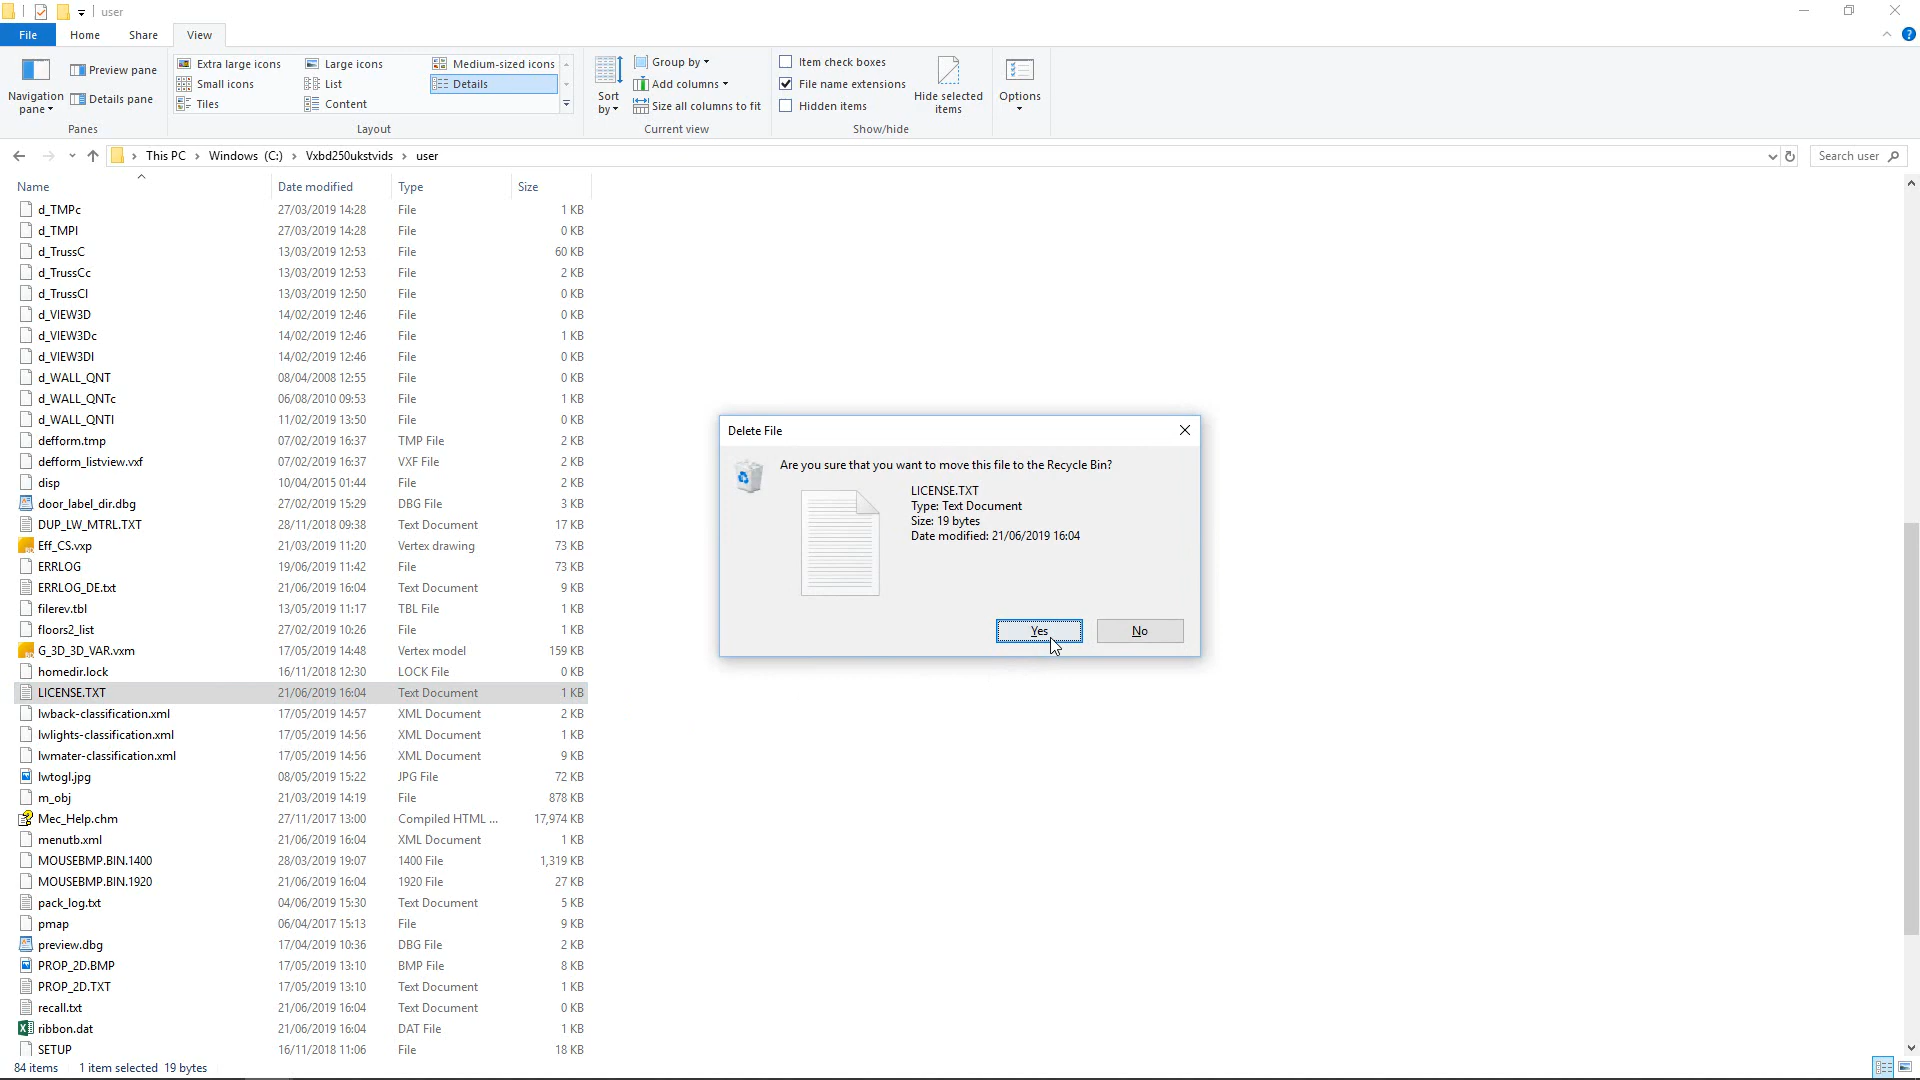 user
File Home Share View
Navigation pane
Preview pane
Details pane
Panes
Extra large icons Large icons Medium-sized icons
Small icons List Details
Tiles Content
Layout
Sort by
Group by
Add columns
Size all columns to fit
Current view
Item check boxes
File name extensions
Hidden items
Hide selected items
Show/hide
Options
This PC Windows (C:) Vxbd250ukstvids user
Search user
Name Date modified Type Size
d_TMPc 27/03/2019 14:28 File 1 KB
d_TMPI 27/03/2019 14:28 File 0 KB
d_TrussC 13/03/2019 12:53 File 60 KB
d_TrussCc 13/03/2019 12:53 File 2 KB
d_TrussCI 13/03/2019 12:50 File 0 KB
d_VIEW3D 14/02/2019 12:46 File 0 KB
d_VIEW3Dc 14/02/2019 12:46 File 1 KB
d_VIEW3DI 14/02/2019 12:46 File 0 KB
d_WALL_QNT 08/04/2008 12:55 File 0 KB
d_WALL_QNTc 06/08/2010 09:53 File 1 KB
d_WALL_QNTI 11/02/2019 13:50 File 0 KB
defform.tmp 07/02/2019 16:37 TMP File 2 KB
defform_listview.vxf 07/02/2019 16:37 VXF File 2 KB
disp 10/04/2015 01:44 File 2 KB
door_label_dir.dbg 27/02/2019 15:29 DBG File 3 KB
DUP_LW_MTRL.TXT 28/11/2018 09:38 Text Document 17 KB
Eff_CS.vxp 21/03/2019 11:20 Vertex drawing 73 KB
ERRLOG 19/06/2019 11:42 File 73 KB
ERRLOG_DE.txt 21/06/2019 16:04 Text Document 9 KB
filerev.tbl 13/05/2019 11:17 TBL File 1 KB
floors2_list 27/02/2019 10:26 File 1 KB
G_3D_3D_VAR.vxm 17/05/2019 14:48 Vertex model 159 KB
homedir.lock 16/11/2018 12:30 LOCK File 0 KB
LICENSE.TXT 21/06/2019 16:04 Text Document 1 KB
lwback-classification.xml 17/05/2019 14:57 XML Document 2 KB
lwlights-classification.xml 17/05/2019 14:56 XML Document 1 KB
lwmater-classification.xml 17/05/2019 14:56 XML Document 9 KB
lwtogl.jpg 08/05/2019 15:22 JPG File 72 KB
m_obj 21/03/2019 14:19 File 878 KB
Mec_Help.chm 27/11/2017 13:00 Compiled HTML ... 17,974 KB
menutb.xml 21/06/2019 16:04 XML Document 1 KB
MOUSEBMP.BIN.1400 28/03/2019 19:07 1400 File 1,319 KB
MOUSEBMP.BIN.1920 21/06/2019 16:04 1920 File 27 KB
pack_log.txt 04/06/2019 15:30 Text Document 5 KB
pmap 06/04/2017 15:13 File 9 KB
preview.dbg 17/04/2019 10:36 DBG File 2 KB
PROP_2D.BMP 17/05/2019 13:10 BMP File 8 KB
PROP_2D.TXT 17/05/2019 13:10 Text Document 1 KB
recall.txt 21/06/2019 16:04 Text Document 0 KB
ribbon.dat 21/06/2019 16:04 DAT File 1 KB
SETUP 16/11/2018 11:06 File 18 KB
84 items 1 item selected 19 bytes
Delete File
Are you sure that you want to move this file to the Recycle Bin?
LICENSE.TXT
Type: Text Document
Size: 19 bytes
Date modified: 21/06/2019 16:04
Yes No